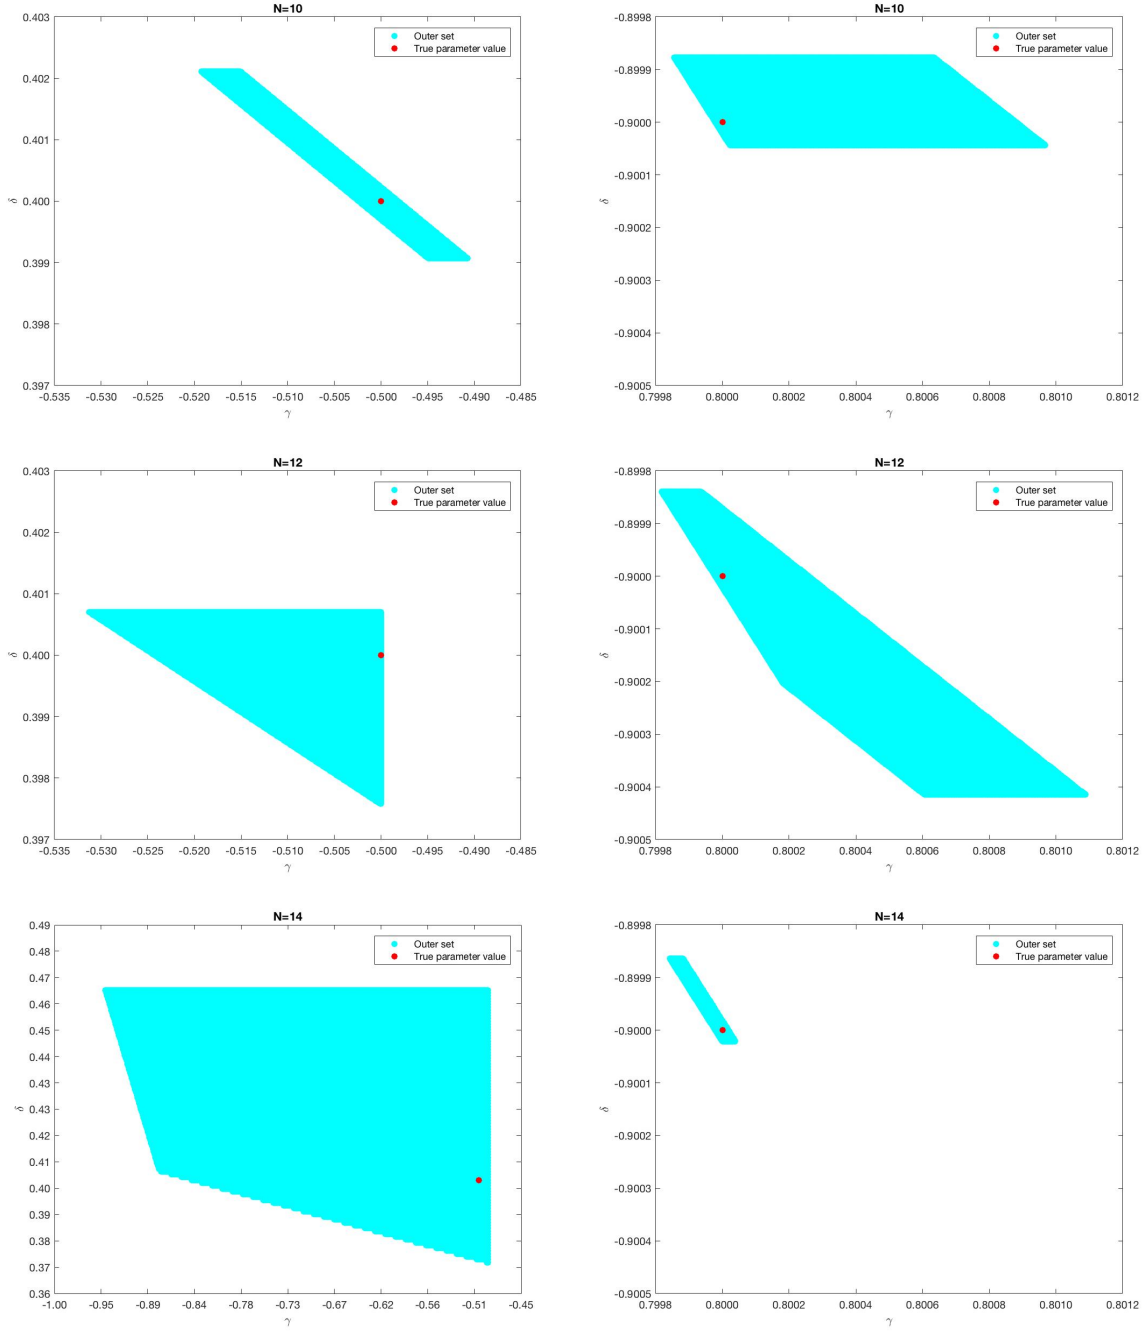 N=10
0.403
0.402
0.401
0.400
0.399
0.398
0.397
δ
Outer set
True parameter value
-0.535 -0.530 -0.525 -0.520 -0.515 -0.510 -0.505 -0.500 -0.495 -0.490 -0.485
γ
N=10
-0.8998
-0.8999
-0.9000
-0.9001
-0.9002
-0.9003
-0.9004
-0.9005
δ
Outer set
True parameter value
0.7998 0.8000 0.8002 0.8004 0.8006 0.8008 0.8010 0.8012
γ
N=12
0.403
0.402
0.401
0.400
0.399
0.398
0.397
δ
Outer set
True parameter value
-0.535 -0.530 -0.525 -0.520 -0.515 -0.510 -0.505 -0.500 -0.495 -0.490 -0.485
γ
N=12
-0.8998
-0.8999
-0.9000
-0.9001
-0.9002
-0.9003
-0.9004
-0.9005
δ
Outer set
True parameter value
0.7998 0.8000 0.8002 0.8004 0.8006 0.8008 0.8010 0.8012
γ
N=14
0.49
0.48
0.47
0.46
0.45
0.44
0.43
0.43
0.42
0.41
0.40
0.39
0.38
0.37
0.36
δ
Outer set
True parameter value
-1.00 -0.95 -0.89 -0.84 -0.78 -0.73 -0.67 -0.62 -0.56 -0.51 -0.45
γ
N=14
-0.8998
-0.8999
-0.9000
-0.9001
-0.9002
-0.9003
-0.9004
-0.9005
δ
Outer set
True parameter value
0.7998 0.8000 0.8002 0.8004 0.8006 0.8008 0.8010 0.8012
γ